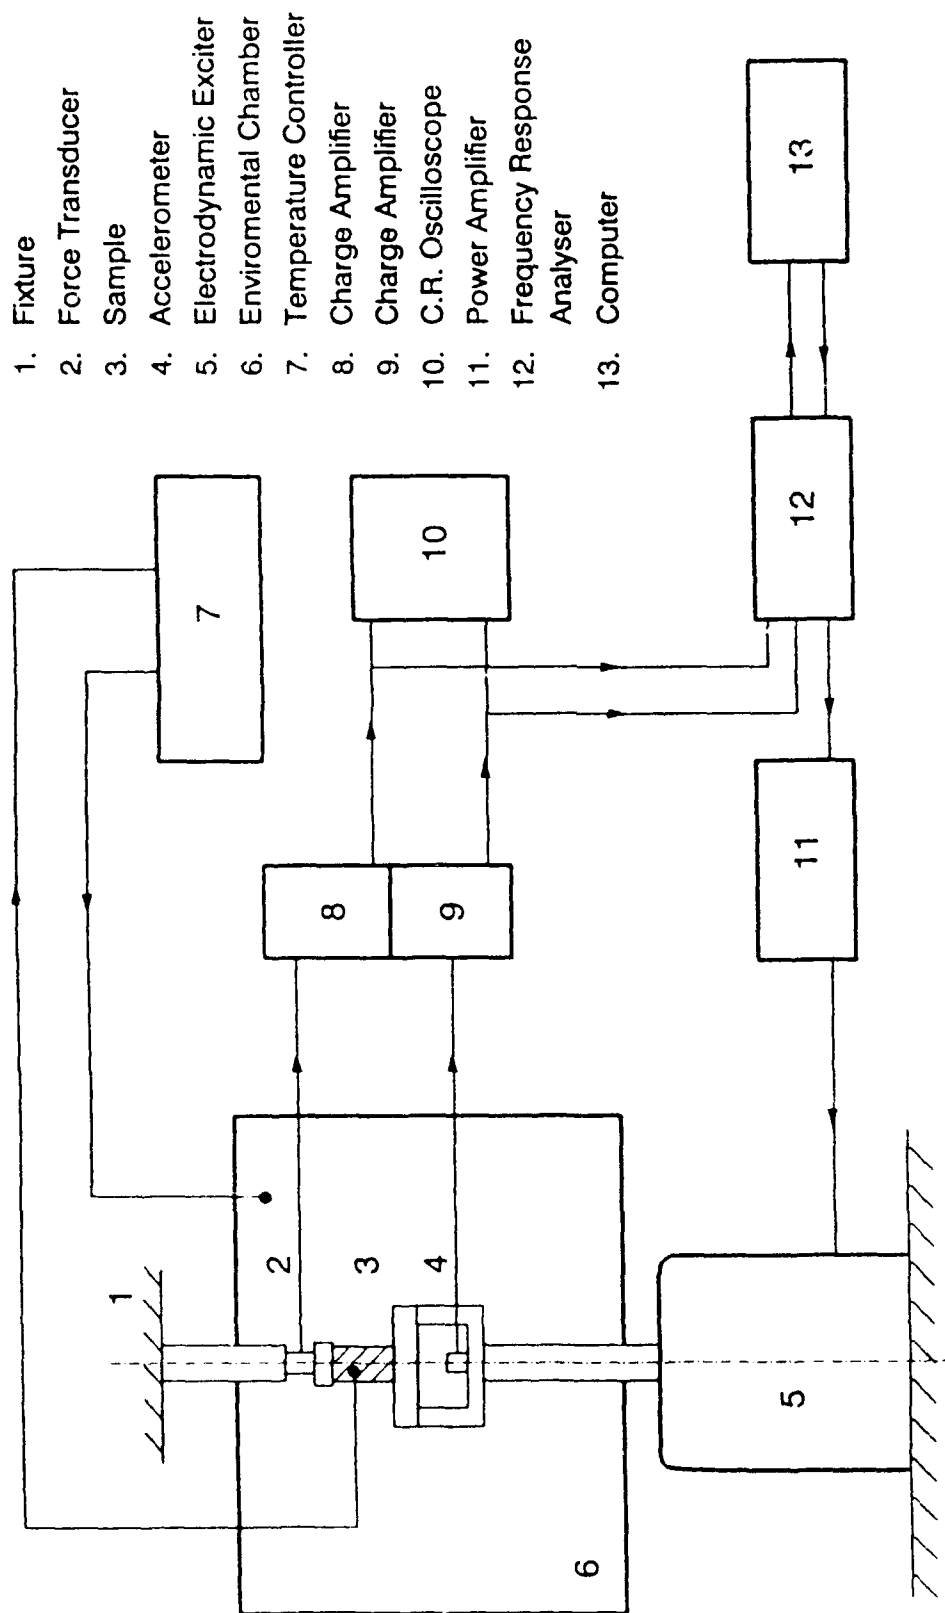 1. Fixture
2. Force Transducer
3. Sample
4. Accelerometer
5. Electrodynamic Exciter
6. Enviromental Chamber
7. Temperature Controller
8. Charge Amplifier
9. Charge Amplifier
10. C.R. Oscilloscope
11. Power Amplifier
12. Frequency Response
Analyser
13. Computer
1
2
3
4
5
6
7
8
9
10
11
12
13